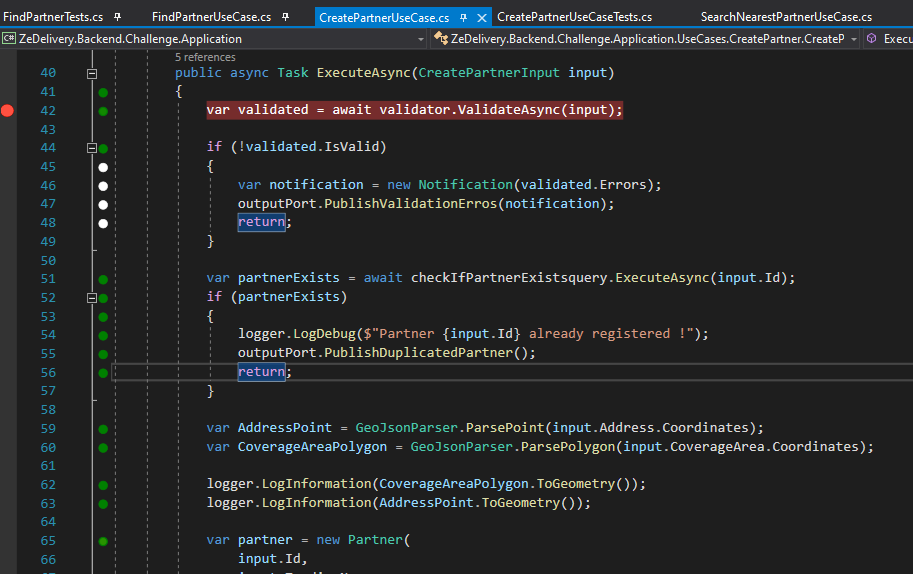 FindPartnerTests.cs FindPartnerUseCase.cs CreatePartnerUseCase.cs CreatePartnerUseCaseTests.cs SearchNearestPartnerUseCase.cs
C# ZeDelivery.Backend.Challenge.Application ZeDelivery.Backend.Challenge.Application.UseCases.CreatePartner.CreateP Execu
5 references
40 public async Task ExecuteAsync(CreatePartnerInput input)
41 {
42 var validated = await validator.ValidateAsync(input);
43
44 if (!validated.IsValid)
45 {
46 var notification = new Notification(validated.Errors);
47 outputPort.PublishValidationErros(notification);
48 return;
49 }
50
51 var partnerExists = await checkIfPartnerExistsquery.ExecuteAsync(input.Id);
52 if (partnerExists)
53 {
54 logger.LogDebug($"Partner {input.Id} already registered !");
55 outputPort.PublishDuplicatedPartner();
56 return;
57 }
58
59 var AddressPoint = GeoJsonParser.ParsePoint(input.Address.Coordinates);
60 var CoverageAreaPolygon = GeoJsonParser.ParsePolygon(input.CoverageArea.Coordinates);
61
62 logger.LogInformation(CoverageAreaPolygon.ToGeometry());
63 logger.LogInformation(AddressPoint.ToGeometry());
64
65 var partner = new Partner(
66 input.Id,